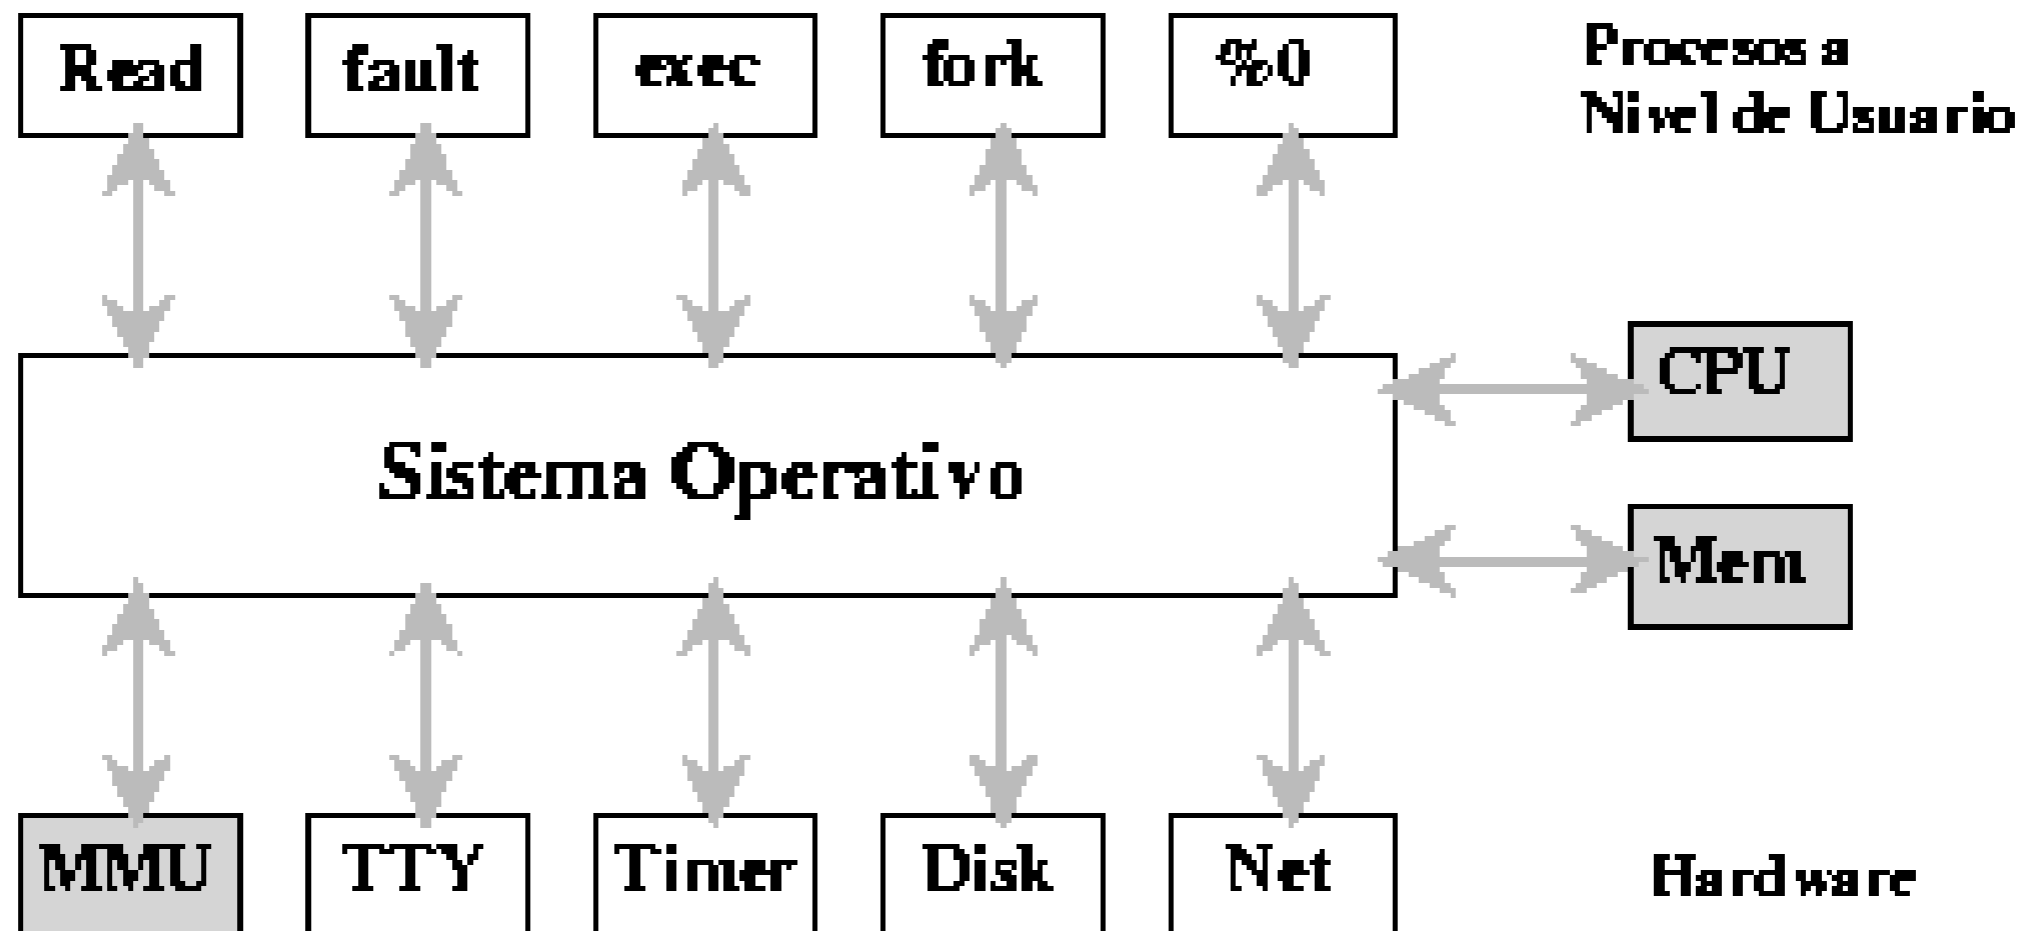 Read
fault
exec
fork
%0
Procesos a
Nivel de Usuario
CPU
Sistema Operativo
Mem
MMU
TTY
Timer
Disk
Net
Hardware